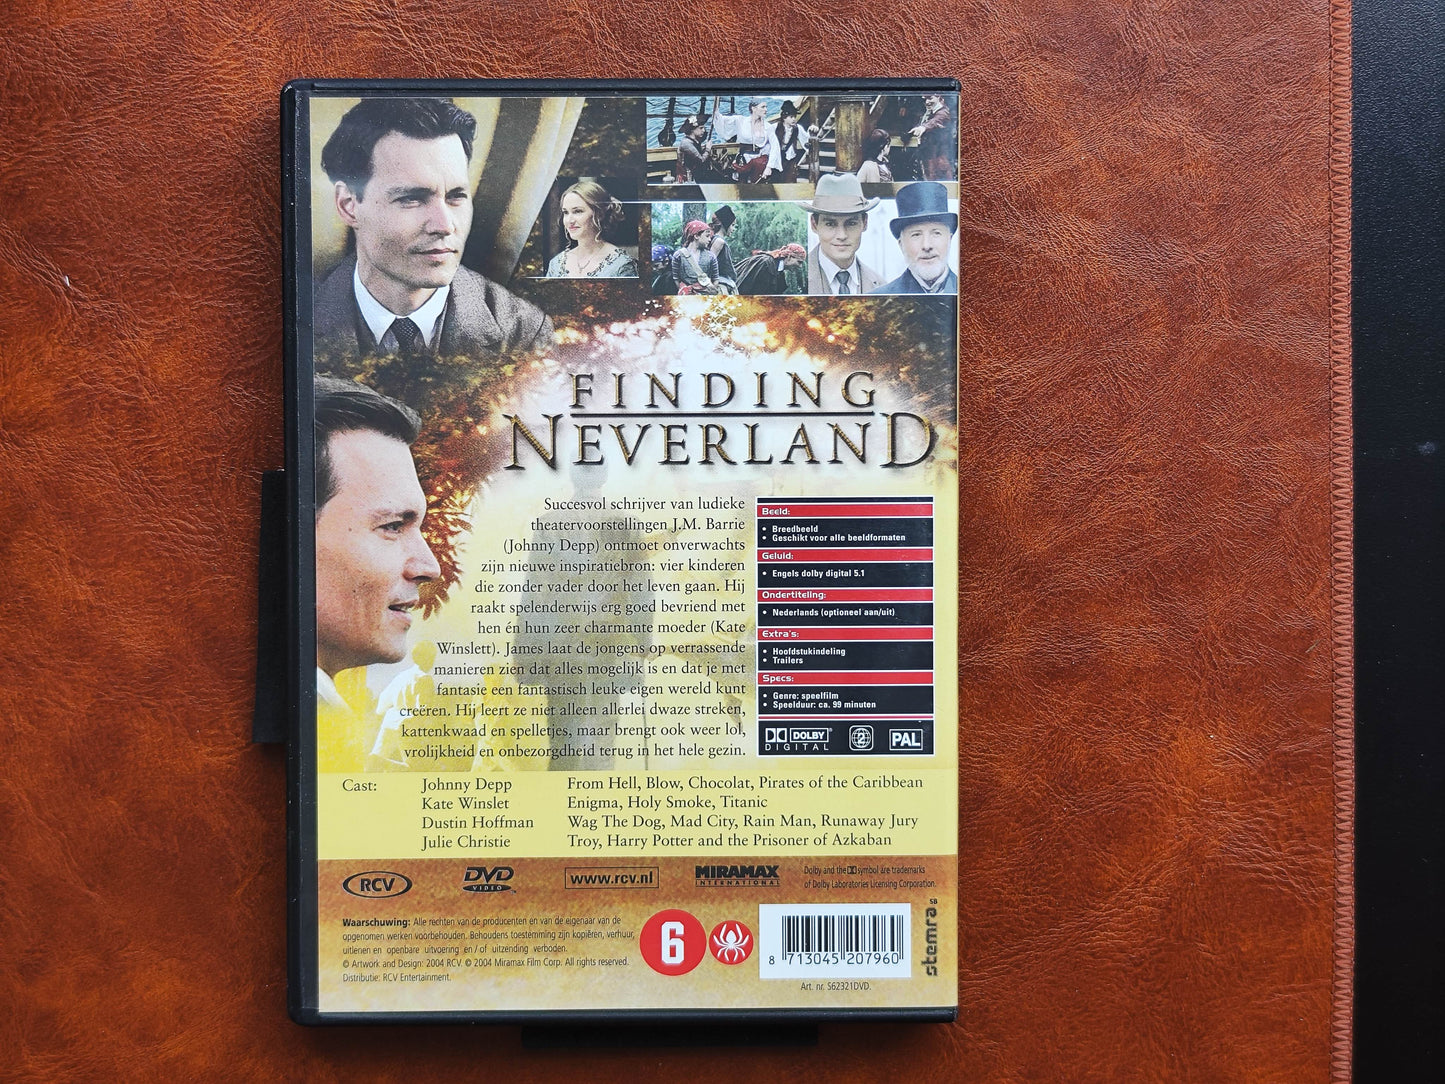 FINDING
NEVERLAND
Succesvol schrijver van ludieke
theatervoorstellingen J.M. Barrie
(Johnny Depp) ontmoet onverwachts
zijn nieuwe inspiratiebron: vier kinderen
die zonder vader door het leven gaan. Hij
raakt spelenderwijs erg goed bevriend met
hen én hun zeer charmante moeder (Kate
Winslett). James laat de jongens op verrassende
manieren zien dat alles mogelijk is en dat je met
fantasie een fantastisch leuke eigen wereld kunt
creëren. Hij leert ze niet alleen allerlei dwaze streken,
kattenkwaad en spelletjes, maar brengt ook weer lol,
vrolijkheid en onbezorgdheid terug in het hele gezin.
Beeld:
• Breedbeeld
• Geschikt voor alle beeldformaten
Geluid:
• Engels dolby digital 5.1
Ondertiteling:
• Nederlands (optioneel aan/uit)
Extra's:
• Hoofdstukindeling
• Trailers
Specs:
• Genre: speelfilm
• Speelduur: ca. 99 minuten
DOLBY
DIGITAL
2
PAL
Cast: Johnny Depp From Hell, Blow, Chocolat, Pirates of the Caribbean
Kate Winslet Enigma, Holy Smoke, Titanic
Dustin Hoffman Wag The Dog, Mad City, Rain Man, Runaway Jury
Julie Christie Troy, Harry Potter and the Prisoner of Azkaban
RCV
DVD
VIDEO
www.rcv.nl
MIRAMAX
INTERNATIONAL
Dolby and the DD symbol are trademarks
of Dolby Laboratories Licensing Corporation.
Waarschuwing: Alle rechten van de producenten en van de eigenaar van de
opgenomen werken voorbehouden. Behoudens toestemming zijn kopiëren, verhuur,
uitlenen en openbare uitvoering en / of uitzending verboden.
© Artwork and Design: 2004 RCV. © 2004 Miramax Film Corp. All rights reserved.
Distributie: RCV Entertainment.
6
8 713045 207960
Art. nr. S62321DVD.
stemra
SB